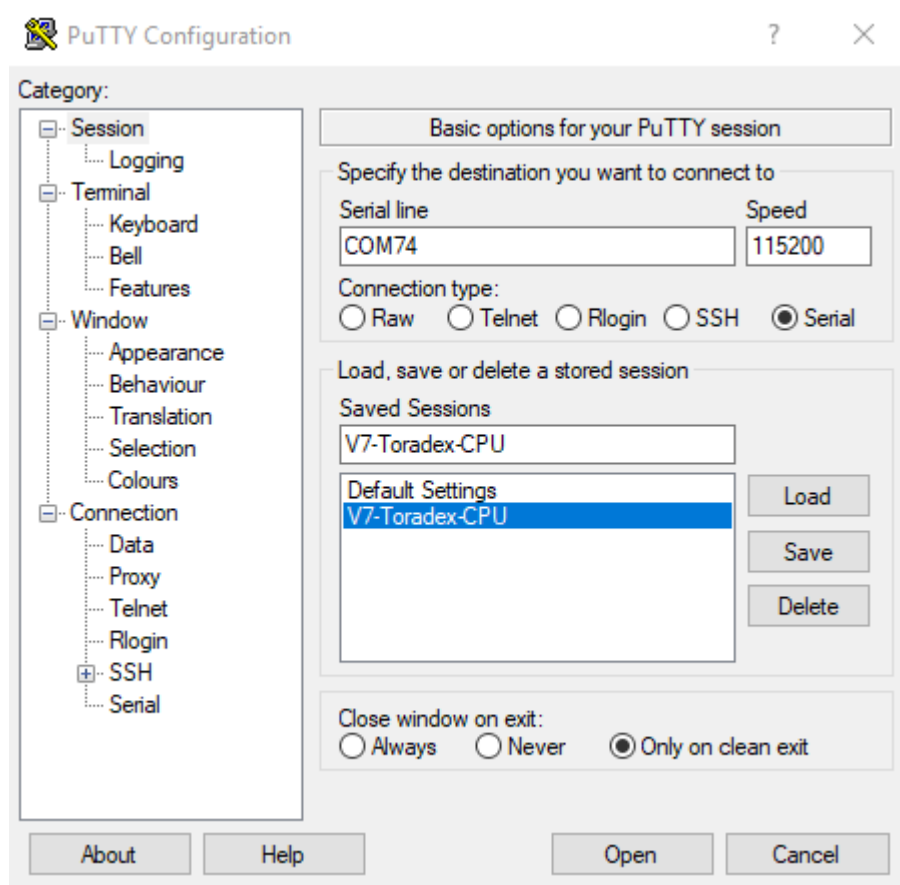 PuTTY Configuration
Category:
Session
Logging
Terminal
Keyboard
Bell
Features
Window
Appearance
Behaviour
Translation
Selection
Colours
Connection
Data
Proxy
Telnet
Rlogin
SSH
Serial
Basic options for your PuTTY session
Specify the destination you want to connect to
Serial line Speed
COM74 115200
Connection type:
Raw Telnet Rlogin SSH Serial
Load, save or delete a stored session
Saved Sessions
V7-Toradex-CPU
Default Settings
V7-Toradex-CPU
Load
Save
Delete
Close window on exit:
Always Never Only on clean exit
About Help Open Cancel